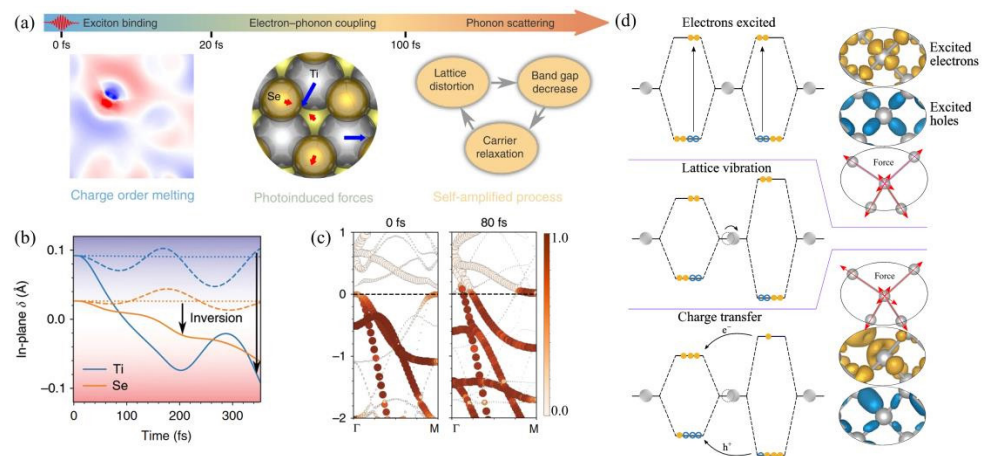 (a)
Exciton binding
Electron–phonon coupling
Phonon scattering
0 fs
20 fs
100 fs
Ti
Se
Lattice
distortion
Band gap
decrease
Carrier
relaxation
Charge order melting
Photoinduced forces
Self-amplified process
(b)
In-plane δ (Å)
0.1
0.0
−0.1
Inversion
Ti
Se
0
100
200
300
Time (fs)
(c)
0 fs
80 fs
1
0
−1
−2
Γ
M
Γ
M
1.0
0.0
(d)
Electrons excited
Excited
electrons
Excited
holes
Force
Lattice vibration
Force
Charge transfer
e⁻
h⁺